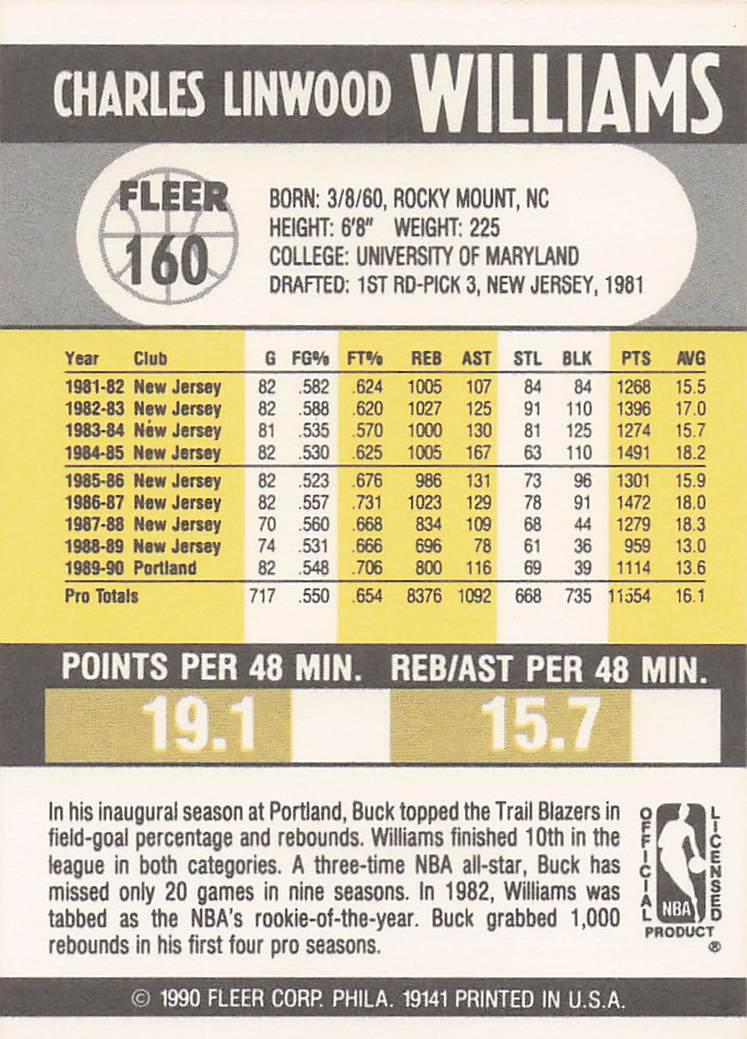 CHARLES LINWOOD WILLIAMS
FLEER
160
BORN: 3/8/60, ROCKY MOUNT, NC
HEIGHT: 6'8" WEIGHT: 225
COLLEGE: UNIVERSITY OF MARYLAND
DRAFTED: 1ST RD-PICK 3, NEW JERSEY, 1981
Year Club G FG% FT% REB AST STL BLK PTS AVG
1981-82 New Jersey 82 .582 .624 1005 107 84 84 1268 15.5
1982-83 New Jersey 82 .588 .620 1027 125 91 110 1396 17.0
1983-84 New Jersey 81 .535 .570 1000 130 81 125 1274 15.7
1984-85 New Jersey 82 .530 .625 1005 167 63 110 1491 18.2
1985-86 New Jersey 82 .523 .676 986 131 73 96 1301 15.9
1986-87 New Jersey 82 .557 .731 1023 129 78 91 1472 18.0
1987-88 New Jersey 70 .560 .668 834 109 68 44 1279 18.3
1988-89 New Jersey 74 .531 .666 696 78 61 36 959 13.0
1989-90 Portland 82 .548 .706 800 116 69 39 1114 13.6
Pro Totals 717 .550 .654 8376 1092 668 735 11554 16.1
POINTS PER 48 MIN. REB/AST PER 48 MIN.
19.1 15.7
In his inaugural season at Portland, Buck topped the Trail Blazers in
field-goal percentage and rebounds. Williams finished 10th in the
league in both categories. A three-time NBA all-star, Buck has
missed only 20 games in nine seasons. In 1982, Williams was
tabbed as the NBA's rookie-of-the-year. Buck grabbed 1,000
rebounds in his first four pro seasons.
OFFICIAL
LICENSED
NBA
PRODUCT
®
© 1990 FLEER CORP. PHILA. 19141 PRINTED IN U.S.A.